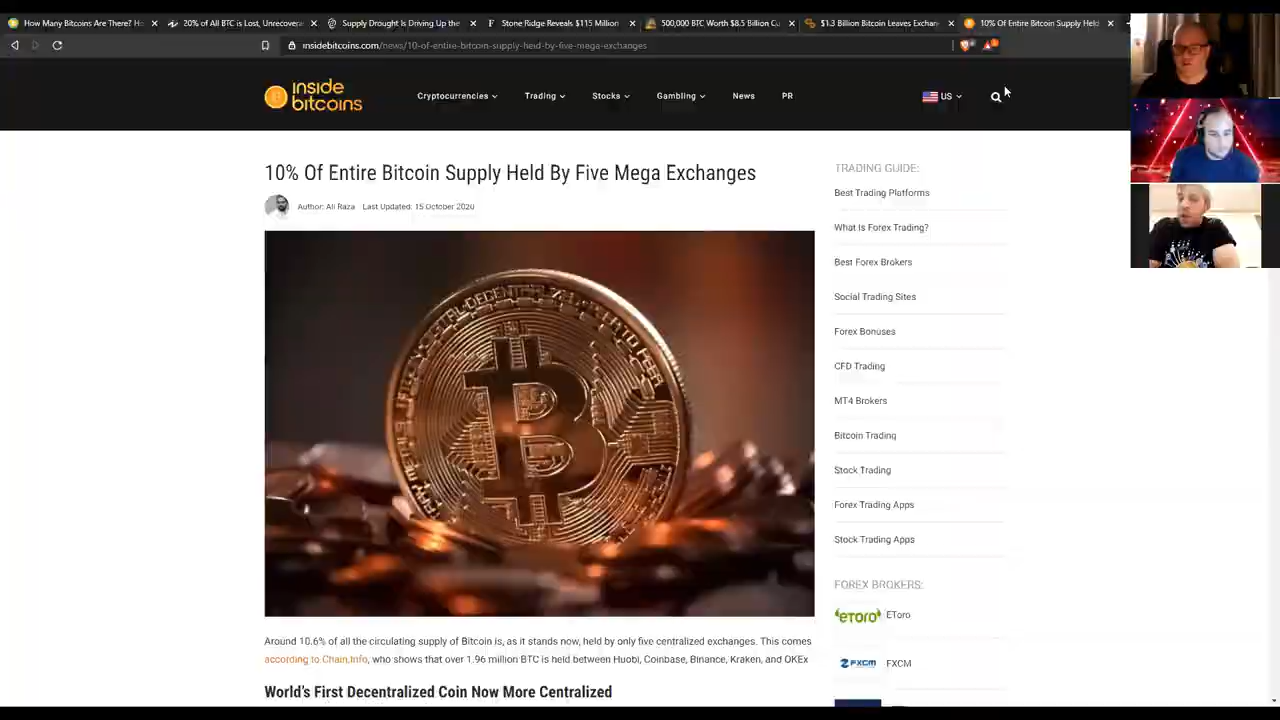 How Many Bitcoins Are There? H
20% of All BTC is Lost, Unrecover
Supply Drought Is Driving Up the
Stone Ridge Reveals $115 Million
500,000 BTC Worth $8.5 Billion Cu
$1.3 Billion Bitcoin Leaves Exchan
10% Of Entire Bitcoin Supply Held
insidebitcoins.com/news/10-of-entire-bitcoin-supply-held-by-five-mega-exchanges
inside
bitcoins
Cryptocurrencies
Trading
Stocks
Gambling
News
PR
US
10% Of Entire Bitcoin Supply Held By Five Mega Exchanges
Author: Ali Raza Last Updated: 15 October 2020
Around 10.6% of all the circulating supply of Bitcoin is, as it stands now, held by only five centralized exchanges. This comes
according to Chain.Info, who shows that over 1.96 million BTC is held between Huobi, Coinbase, Binance, Kraken, and OKEx
World's First Decentralized Coin Now More Centralized
TRADING GUIDE:
Best Trading Platforms
What Is Forex Trading?
Best Forex Brokers
Social Trading Sites
Forex Bonuses
CFD Trading
MT4 Brokers
Bitcoin Trading
Stock Trading
Forex Trading Apps
Stock Trading Apps
FOREX BROKERS:
eToro EToro
FXCM FXCM